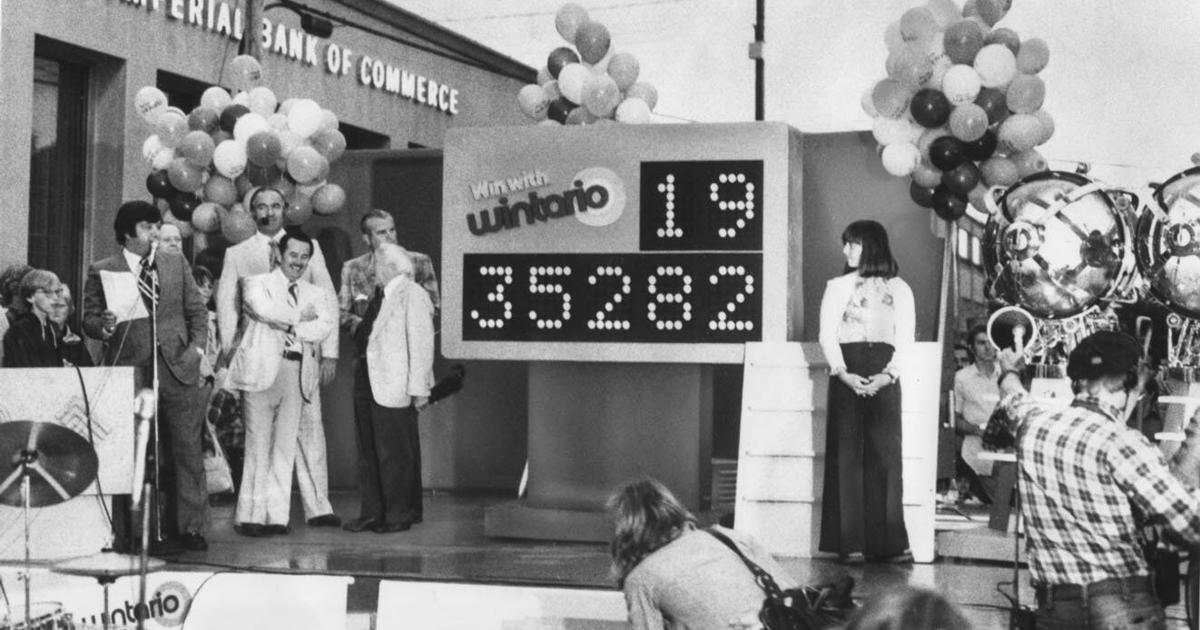 IMPERIAL BANK OF COMMERCE
Win with
wintario
19
35282
wintario